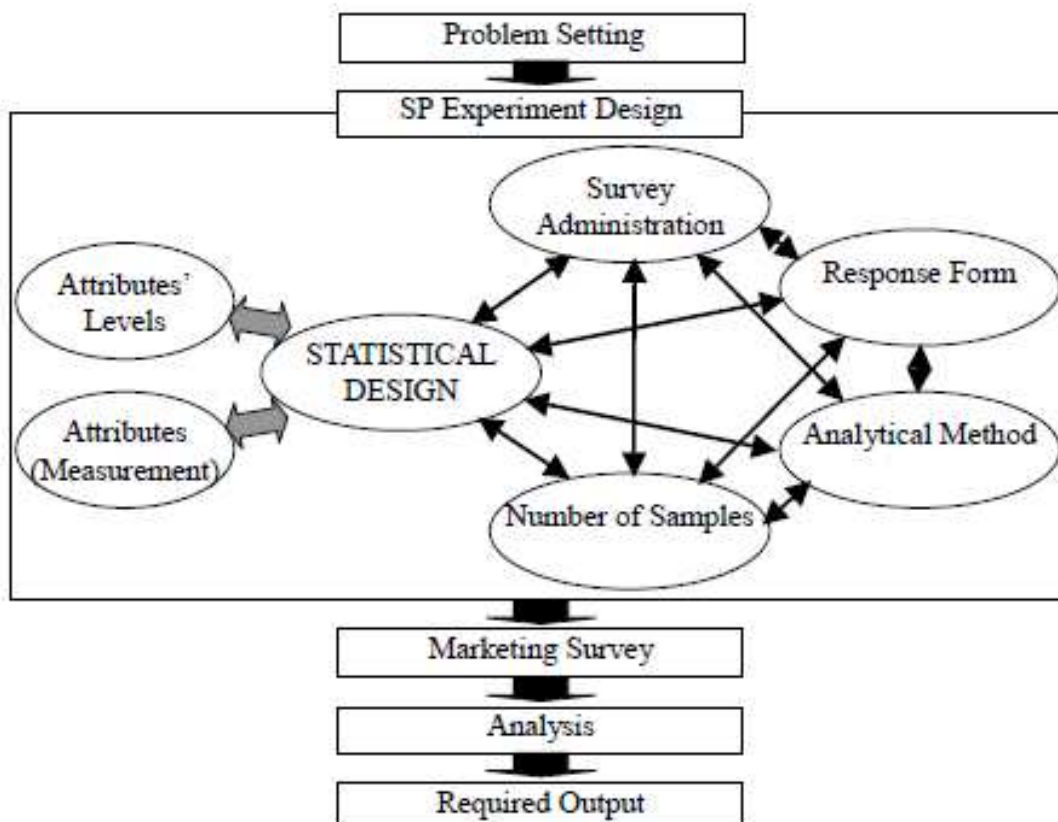 Problem Setting
SP Experiment Design
Survey
Administration
Attributes’
Levels
Response Form
STATISTICAL
DESIGN
Attributes
(Measurement)
Analytical Method
Number of Samples
Marketing Survey
Analysis
Required Output